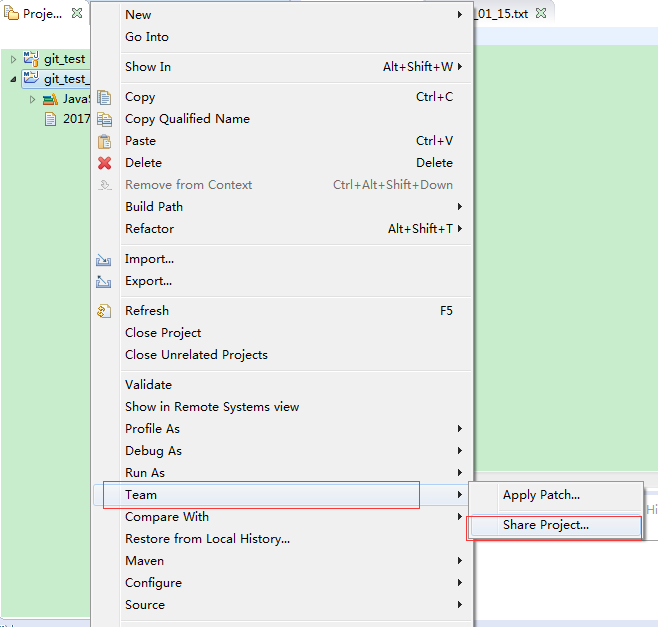 Proje...
_01_15.txt
git_test
git_test_
Java
2017
New
Go Into
Show In Alt+Shift+W
Copy Ctrl+C
Copy Qualified Name
Paste Ctrl+V
Delete Delete
Remove from Context Ctrl+Alt+Shift+Down
Build Path
Refactor Alt+Shift+T
Import...
Export...
Refresh F5
Close Project
Close Unrelated Projects
Validate
Show in Remote Systems view
Profile As
Debug As
Run As
Team
Apply Patch...
Share Project...
Hi
Compare With
Restore from Local History...
Maven
Configure
Source